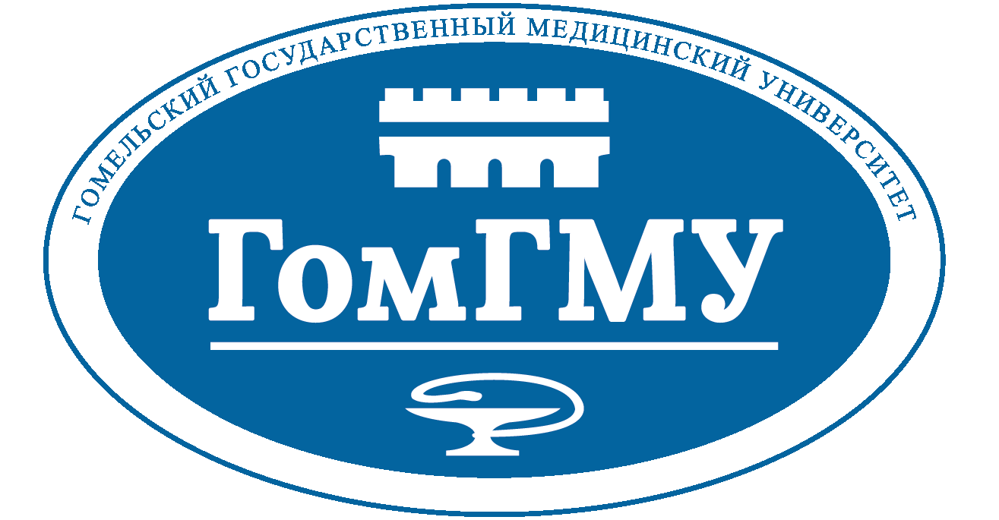 ГОМЕЛЬСКИЙ ГОСУДАРСТВЕННЫЙ МЕДИЦИНСКИЙ УНИВЕРСИТЕТ
ГомГМУ